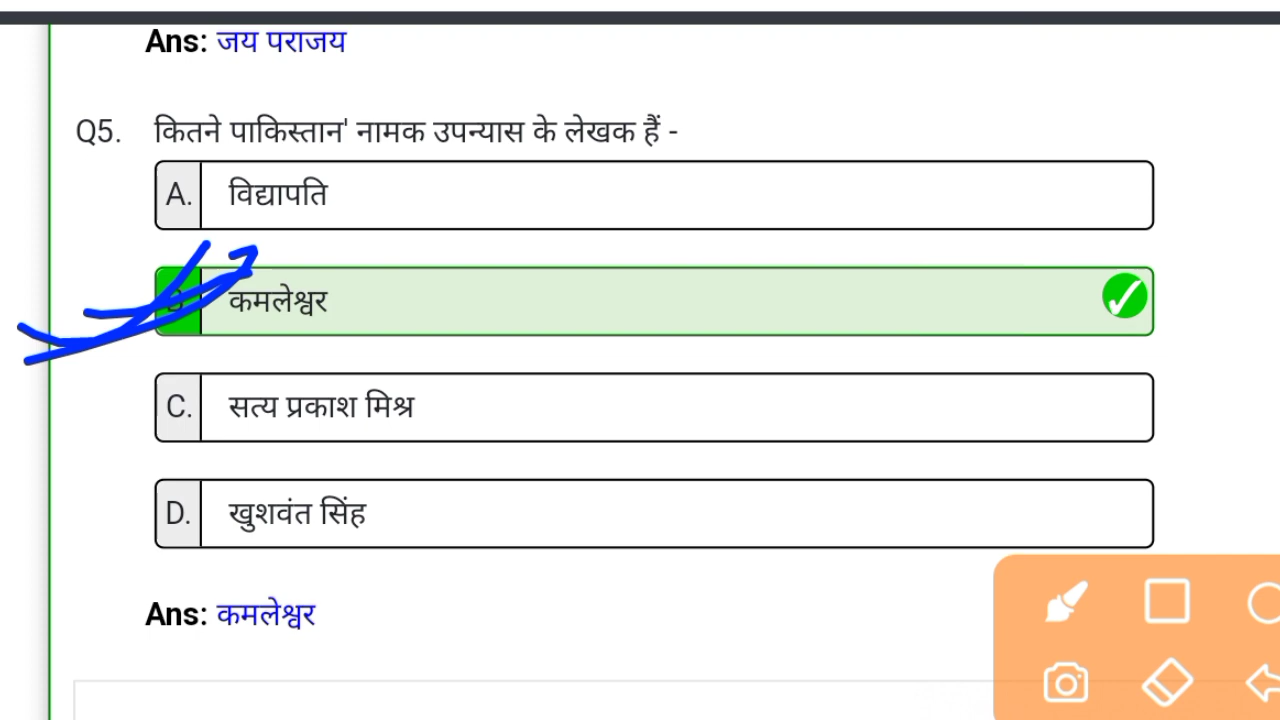 Ans: जय पराजय
Q5. कितने पाकिस्तान' नामक उपन्यास के लेखक हैं -
A. विद्यापति
B कमलेश्वर
C. सत्य प्रकाश मिश्र
D. खुशवंत सिंह
Ans: कमलेश्वर